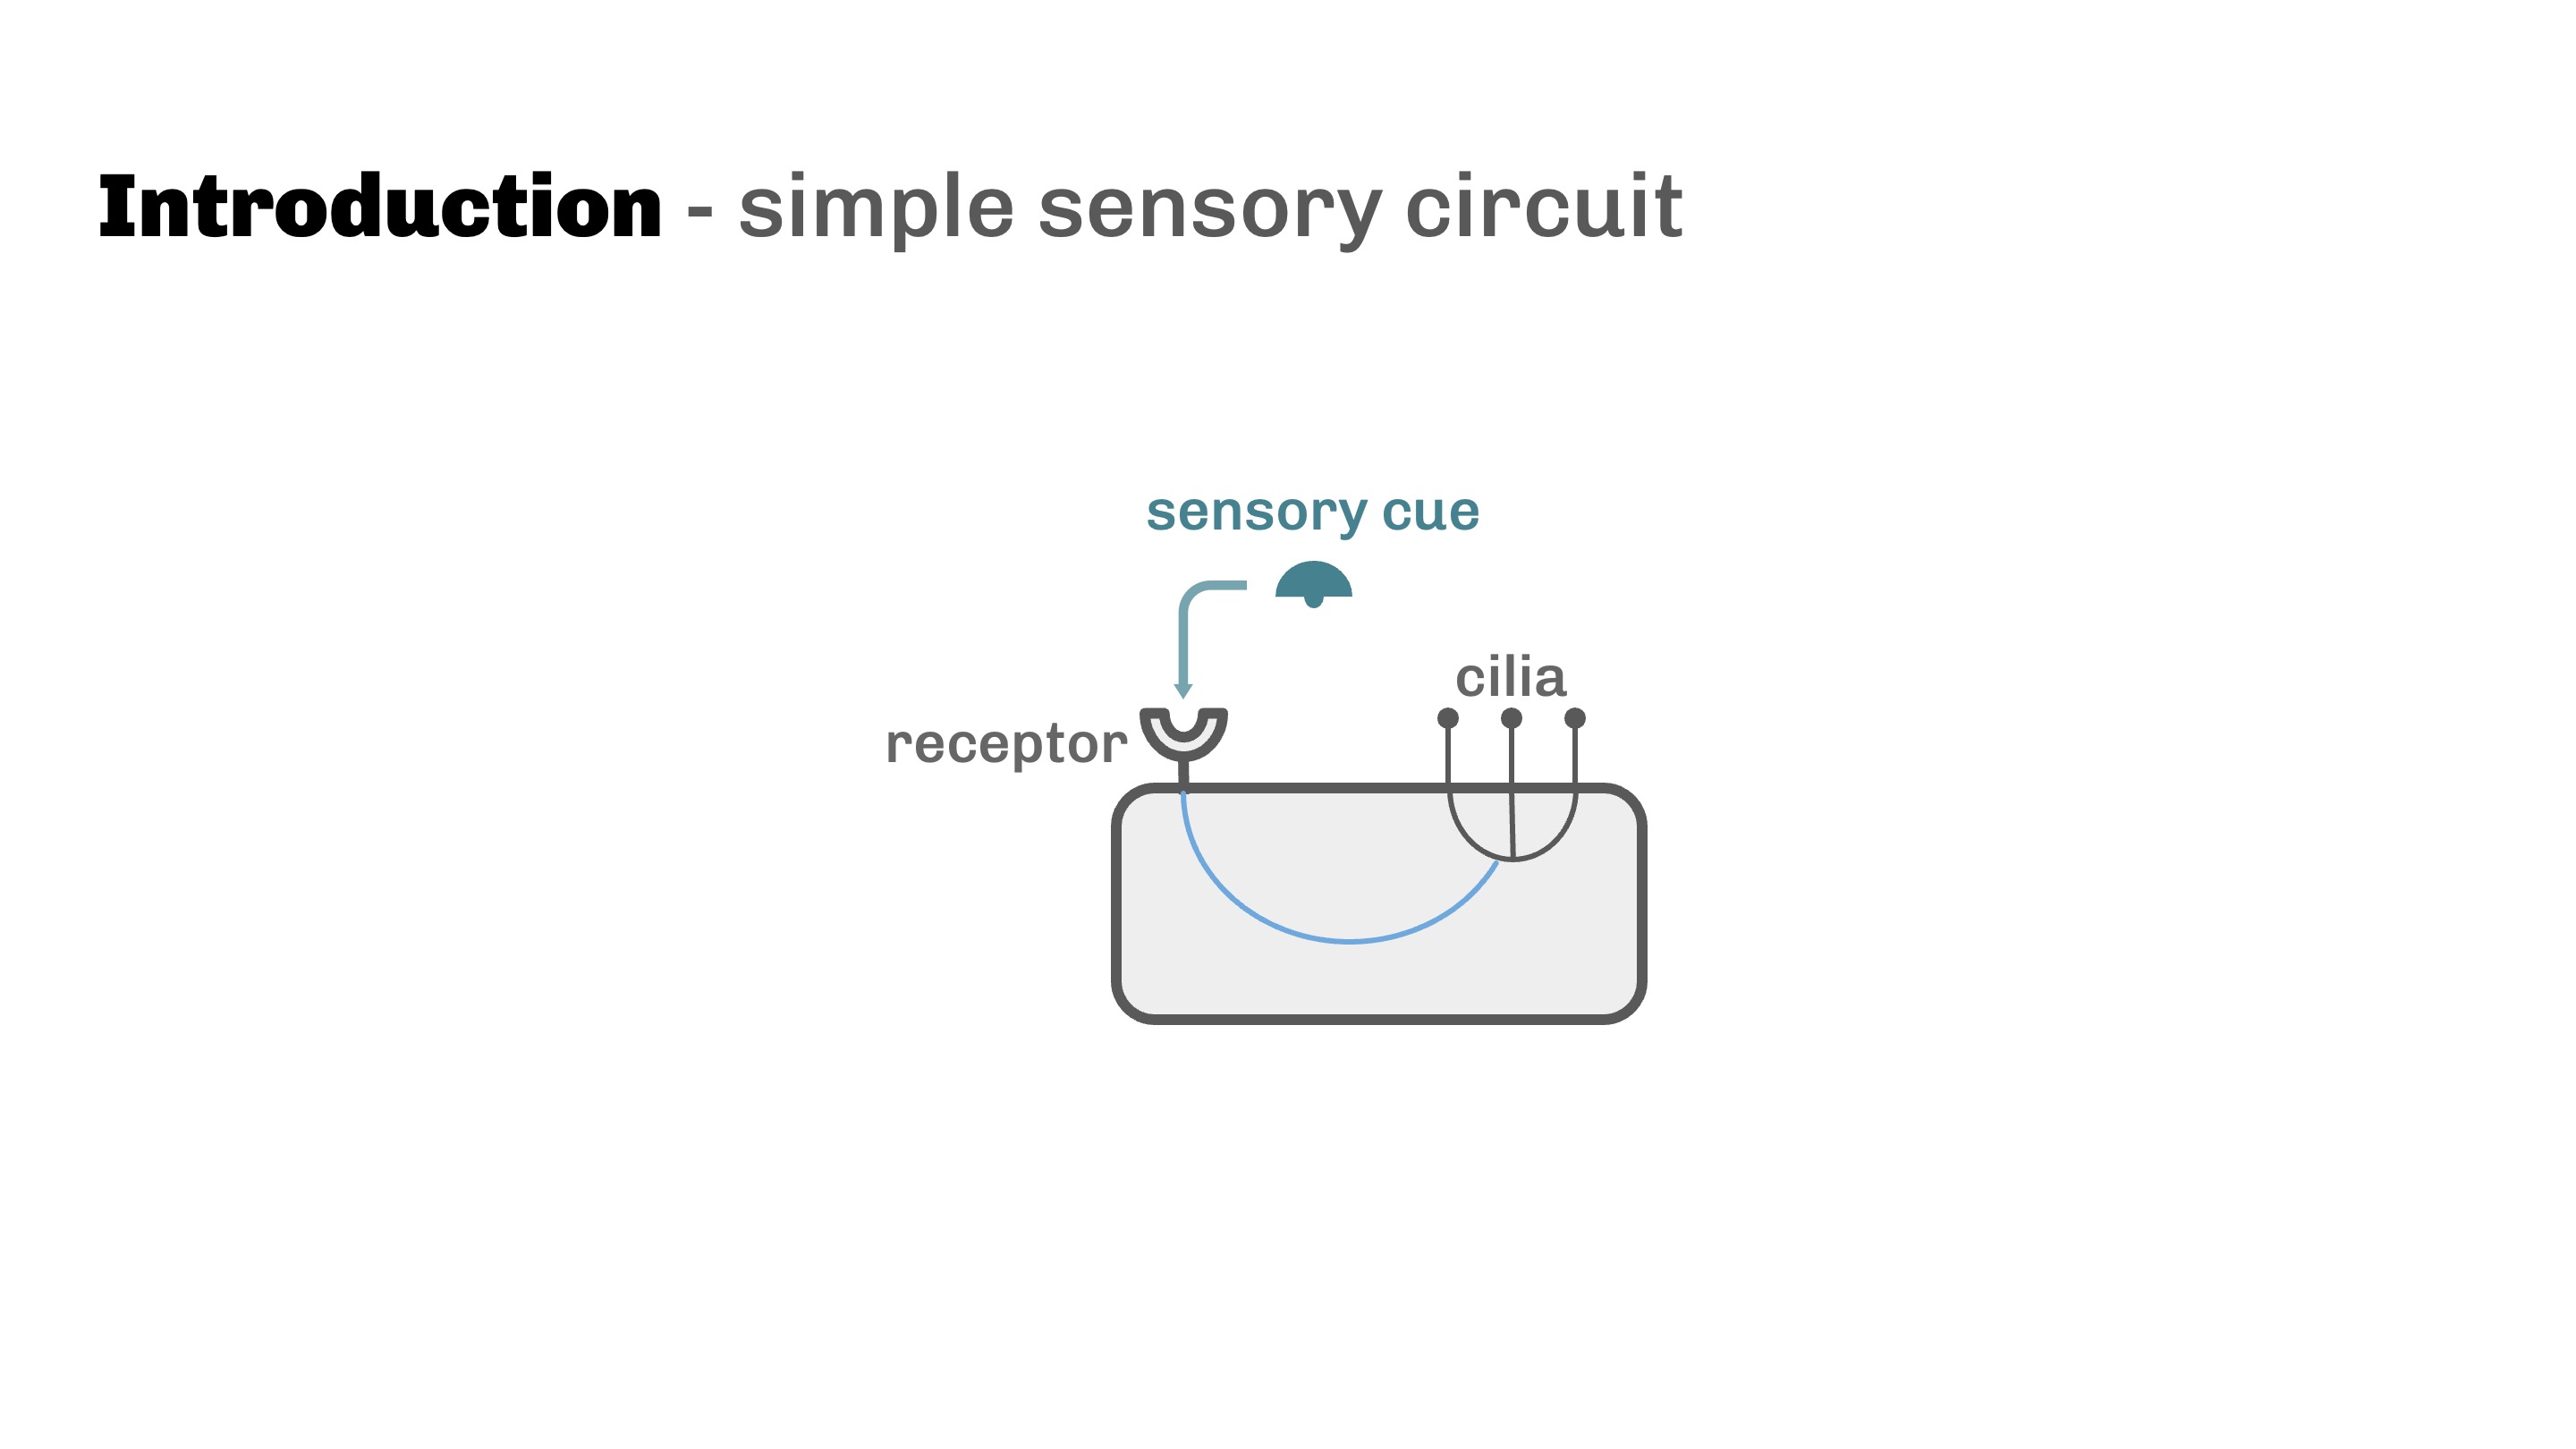 Introduction - simple sensory circuit
sensory cue
cilia
receptor